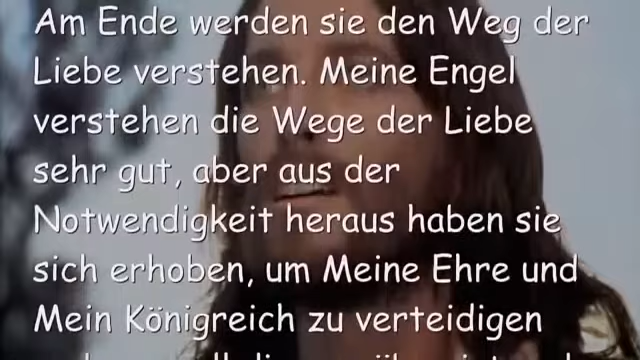 Am Ende werden sie den Weg der
Liebe verstehen. Meine Engel
verstehen die Wege der Liebe
sehr gut, aber aus der
Notwendigkeit heraus haben sie
sich erhoben, um Meine Ehre und
Mein Königreich zu verteidigen